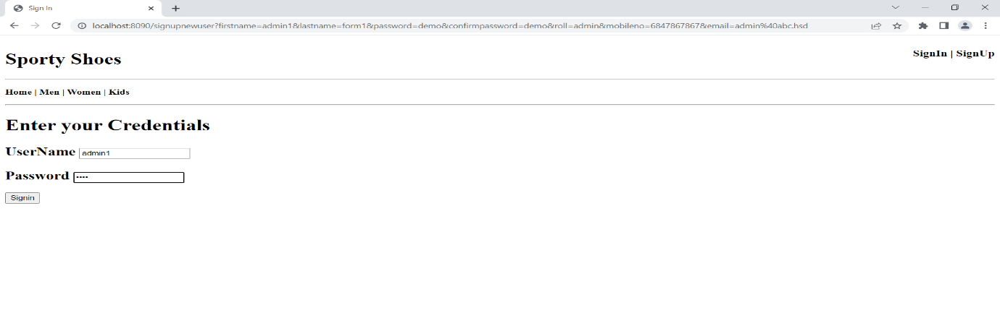 Sign In
localhost:8090/signupnewuser?firstname=admin1&lastname=form1&password=demo&confirmpassword=demo&roll=admin&mobileno=6847867867&email=admin%40abc.hsd
Sporty Shoes
SignIn | SignUp
Home | Men | Women | Kids
Enter your Credentials
UserName admin1
Password ••••
Signin